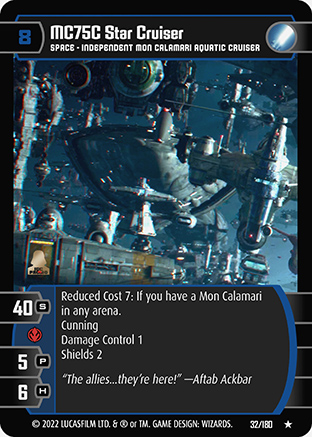 8 MC75C Star Cruiser
SPACE - INDEPENDENT MON CALAMARI AQUATIC CRUISER
40 S
5 P
6 H
Reduced Cost 7: If you have a Mon Calamari
in any arena.
Cunning
Damage Control 1
Shields 2
“The allies...they’re here!” —Aftab Ackbar
© 2022 LUCASFILM LTD. & ® or TM. GAME DESIGN: WIZARDS. 32/180 ★